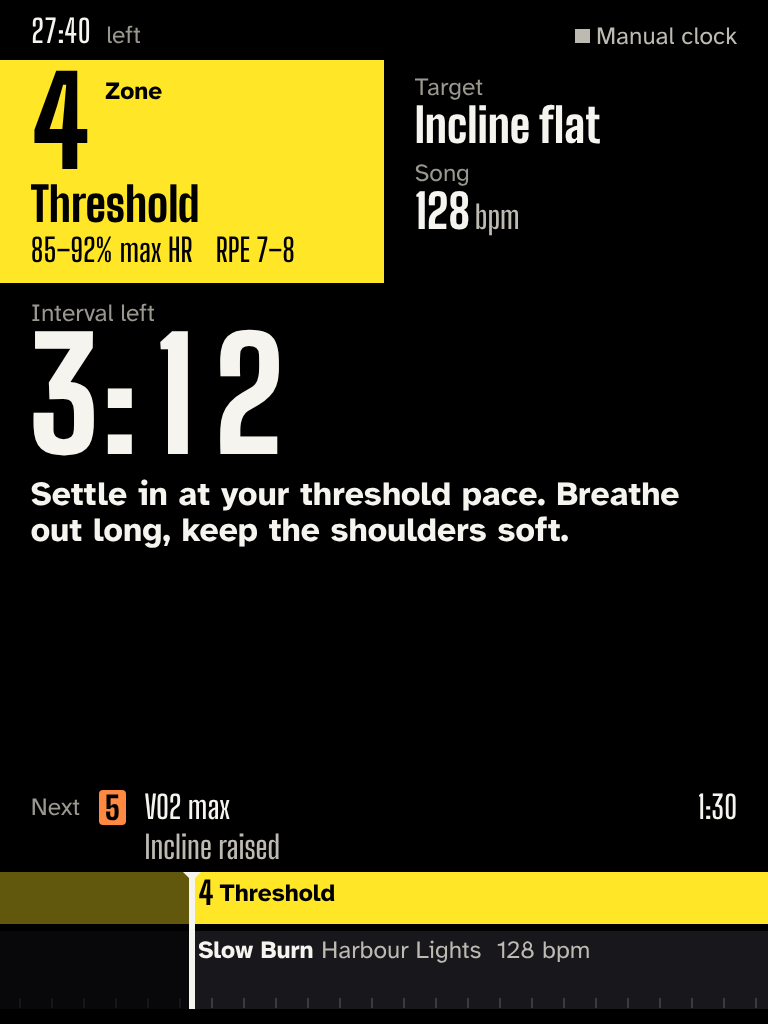 27:40 left
Manual clock
4 Zone
Threshold
85–92% max HR RPE 7–8
Target
Incline flat
Song
128 bpm
Interval left
3:12
Settle in at your threshold pace. Breathe
out long, keep the shoulders soft.
Next 5 VO2 max 1:30
Incline raised
4 Threshold
Slow Burn Harbour Lights 128 bpm